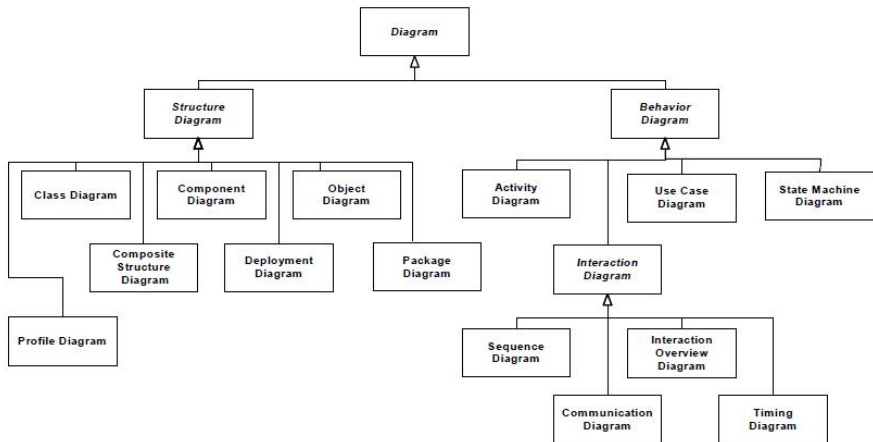 Diagram
Structure
Diagram
Behavior
Diagram
Class Diagram
Component
Diagram
Object
Diagram
Activity
Diagram
Use Case
Diagram
State Machine
Diagram
Composite
Structure
Diagram
Deployment
Diagram
Package
Diagram
Interaction
Diagram
Profile Diagram
Sequence
Diagram
Interaction
Overview
Diagram
Communication
Diagram
Timing
Diagram